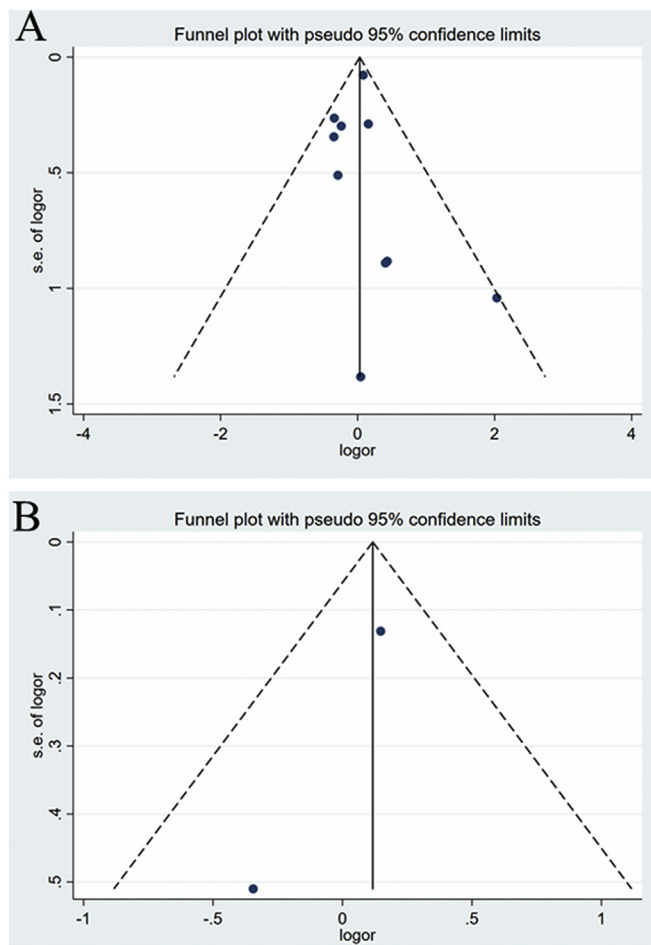 A
Funnel plot with pseudo 95% confidence limits
0
.5
1
1.5
s.e. of logor
-4 -2 0 2 4
logor
B
Funnel plot with pseudo 95% confidence limits
0
.1
.2
.3
.4
.5
s.e. of logor
-1 -.5 0 .5 1
logor